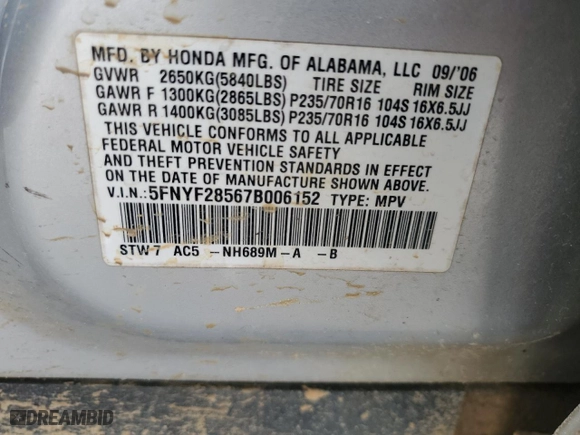 MFD. BY HONDA MFG. OF ALABAMA, LLC 09/'06
GVWR 2650KG(5840LBS) TIRE SIZE RIM SIZE
GAWR F 1300KG(2865LBS) P235/70R16 104S 16X6.5JJ
GAWR R 1400KG(3085LBS) P235/70R16 104S 16X6.5JJ
THIS VEHICLE CONFORMS TO ALL APPLICABLE
FEDERAL MOTOR VEHICLE SAFETY
AND THEFT PREVENTION STANDARDS IN EFFECT
ON THE DATE OF MANUFACTURE SHOWN ABOVE.
V.I.N.: 5FNYF28567B006152 TYPE: MPV
STW 7 AC5 -NH689M-A -B
DREAMBID